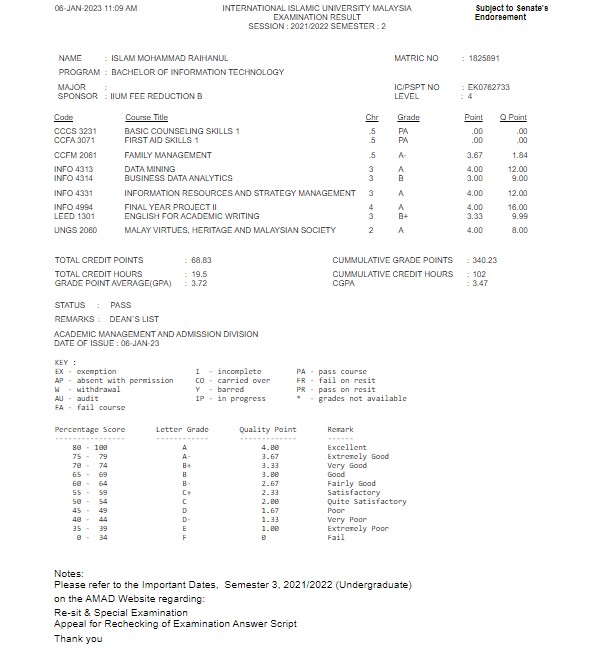 06-JAN-2023 11:09 AM INTERNATIONAL ISLAMIC UNIVERSITY MALAYSIA Subject to Senate's
EXAMINATION RESULT Endorsement
SESSION : 2021/2022 SEMESTER : 2
NAME : ISLAM MOHAMMAD RAIHANUL MATRIC NO : 1825891
PROGRAM : BACHELOR OF INFORMATION TECHNOLOGY
MAJOR : IC/PSPT NO : EK0762733
SPONSOR : IIUM FEE REDUCTION B LEVEL : 4
Code Course Title Chr Grade Point Q Point
CCCS 3231 BASIC COUNSELING SKILLS 1 .5 PA .00 .00
CCFA 3071 FIRST AID SKILLS 1 .5 PA .00 .00
CCFM 2061 FAMILY MANAGEMENT .5 A- 3.67 1.84
INFO 4313 DATA MINING 3 A 4.00 12.00
INFO 4314 BUSINESS DATA ANALYTICS 3 B 3.00 9.00
INFO 4331 INFORMATION RESOURCES AND STRATEGY MANAGEMENT 3 A 4.00 12.00
INFO 4994 FINAL YEAR PROJECT II 4 A 4.00 16.00
LEED 1301 ENGLISH FOR ACADEMIC WRITING 3 B+ 3.33 9.99
UNGS 2080 MALAY VIRTUES, HERITAGE AND MALAYSIAN SOCIETY 2 A 4.00 8.00
TOTAL CREDIT POINTS : 68.83 CUMMULATIVE GRADE POINTS : 340.23
TOTAL CREDIT HOURS : 19.5 CUMMULATIVE CREDIT HOURS : 102
GRADE POINT AVERAGE(GPA) : 3.72 CGPA : 3.47
STATUS : PASS
REMARKS : DEAN`S LIST
ACADEMIC MANAGEMENT AND ADMISSION DIVISION
DATE OF ISSUE : 06-JAN-23
KEY :
EX - exemption I - incomplete PA - pass course
AP - absent with permission CO - carried over FR - fail on resit
W - withdrawal Y - barred PR - pass on resit
AU - audit IP - in progress * - grades not available
FA - fail course
Percentage Score Letter Grade Quality Point Remark
---------------- ------------ ------------- ------
80 - 100 A 4.00 Excellent
75 - 79 A- 3.67 Extremely Good
70 - 74 B+ 3.33 Very Good
65 - 69 B 3.00 Good
60 - 64 B- 2.67 Fairly Good
55 - 59 C+ 2.33 Satisfactory
50 - 54 C 2.00 Quite Satisfactory
45 - 49 D 1.67 Poor
40 - 44 D- 1.33 Very Poor
35 - 39 E 1.00 Extremely Poor
0 - 34 F 0 Fail
Notes:
Please refer to the Important Dates, Semester 3, 2021/2022 (Undergraduate)
on the AMAD Website regarding:
Re-sit & Special Examination
Appeal for Rechecking of Examination Answer Script
Thank you